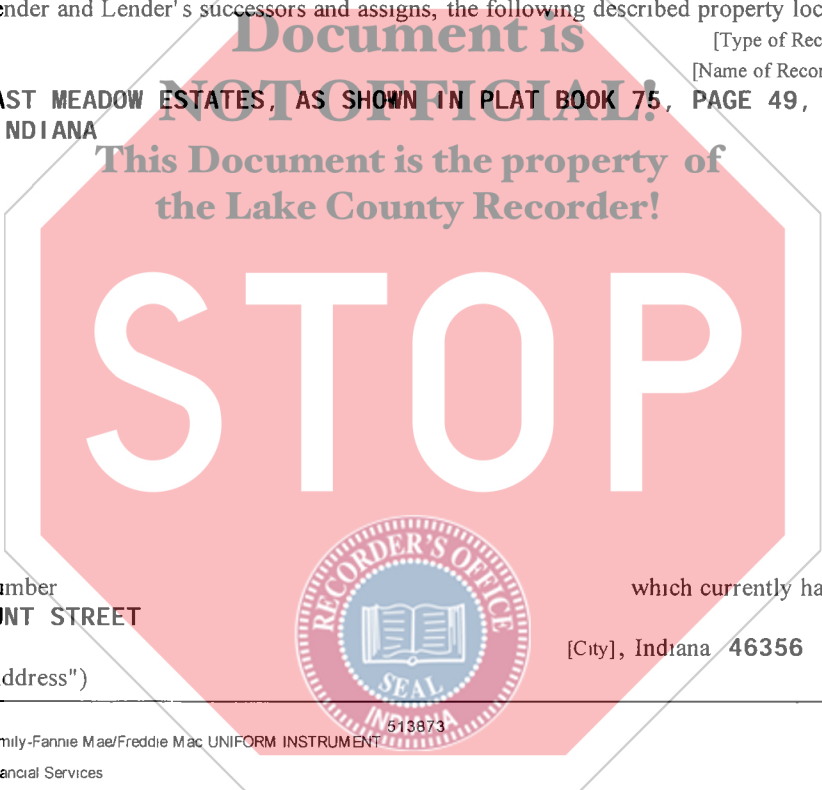 ender and Lender's successors and assigns, the following described property loc
Document is
[Type of Rec
[Name of Recor
AST MEADOW ESTATES, AS SHOWN IN PLAT BOOK 75, PAGE 49,
NOT OFFICIAL!
NDIANA
This Document is the property of
the Lake County Recorder!
STOP
RECORDER'S OFFICE
SEAL
INDIANA
umber which currently ha
NT STREET
[City], Indiana 46356
ddress")
513873
mily-Fannie Mae/Freddie Mac UNIFORM INSTRUMENT
ancial Services